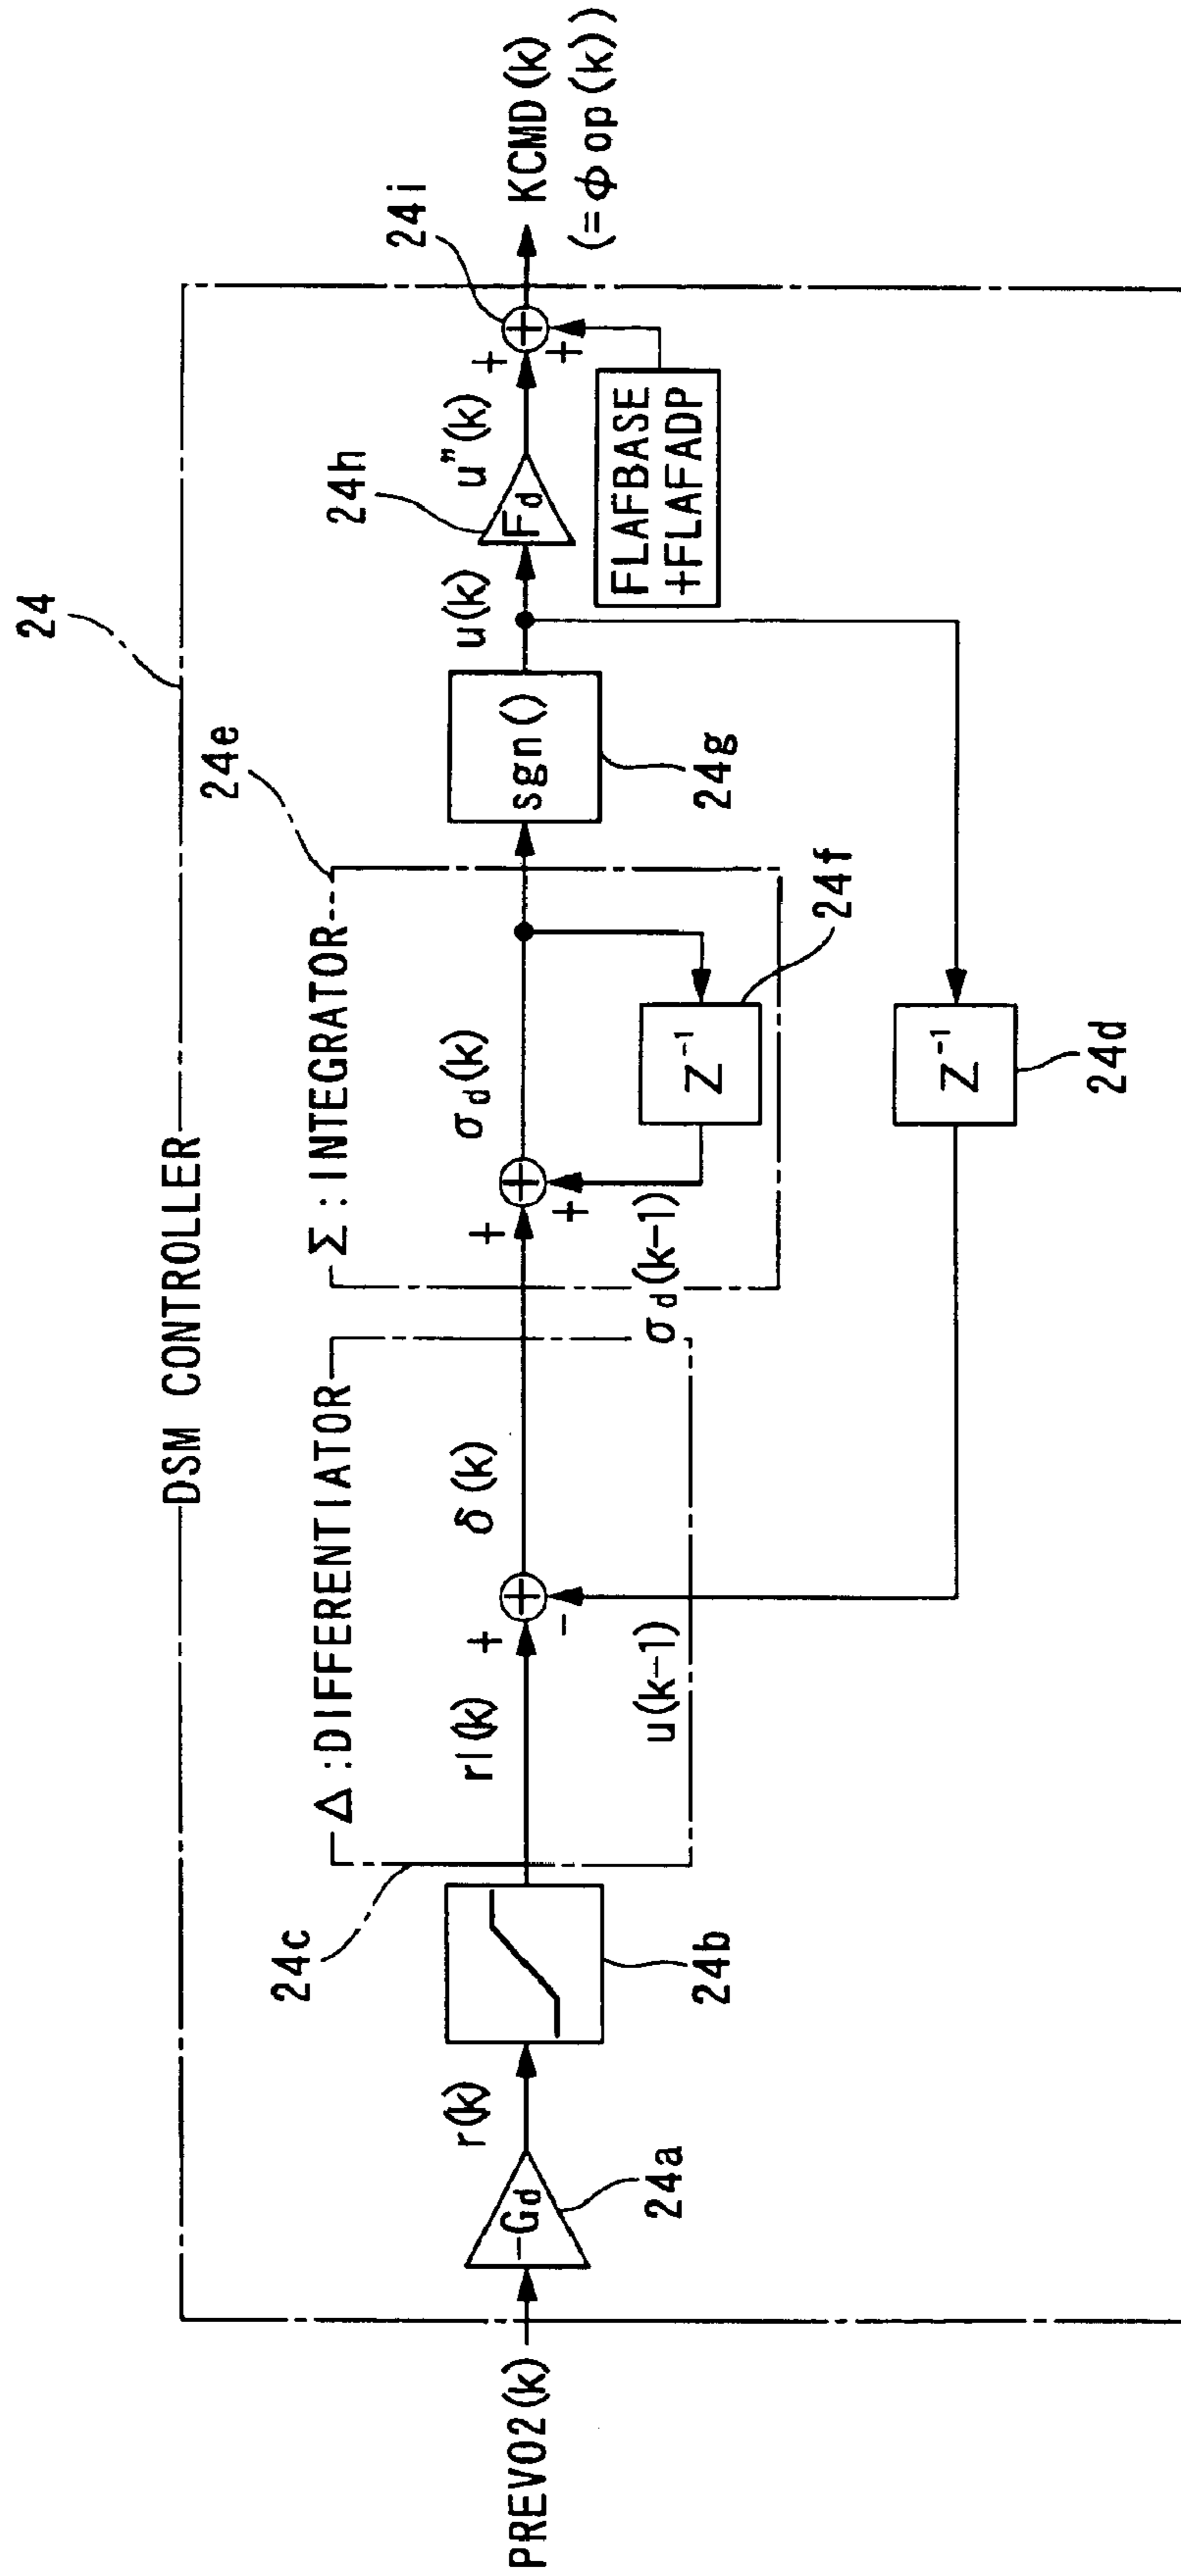 24
DSM CONTROLLER
24e
Σ:INTEGRATOR
Δ:DIFFERENTIATOR
24c
24h
24i
PREVO2(k)
-Gd
r(k)
24a
24b
rl(k)
+
-
u(k-1)
δ(k)
+
+
σd(k-1)
σd(k)
Z⁻¹
24f
sgn()
24g
u(k)
Fd
u"(k)
+
+
FLAFBASE
+FLAFADP
KCMD(k)
(=φop(k))
Z⁻¹
24d